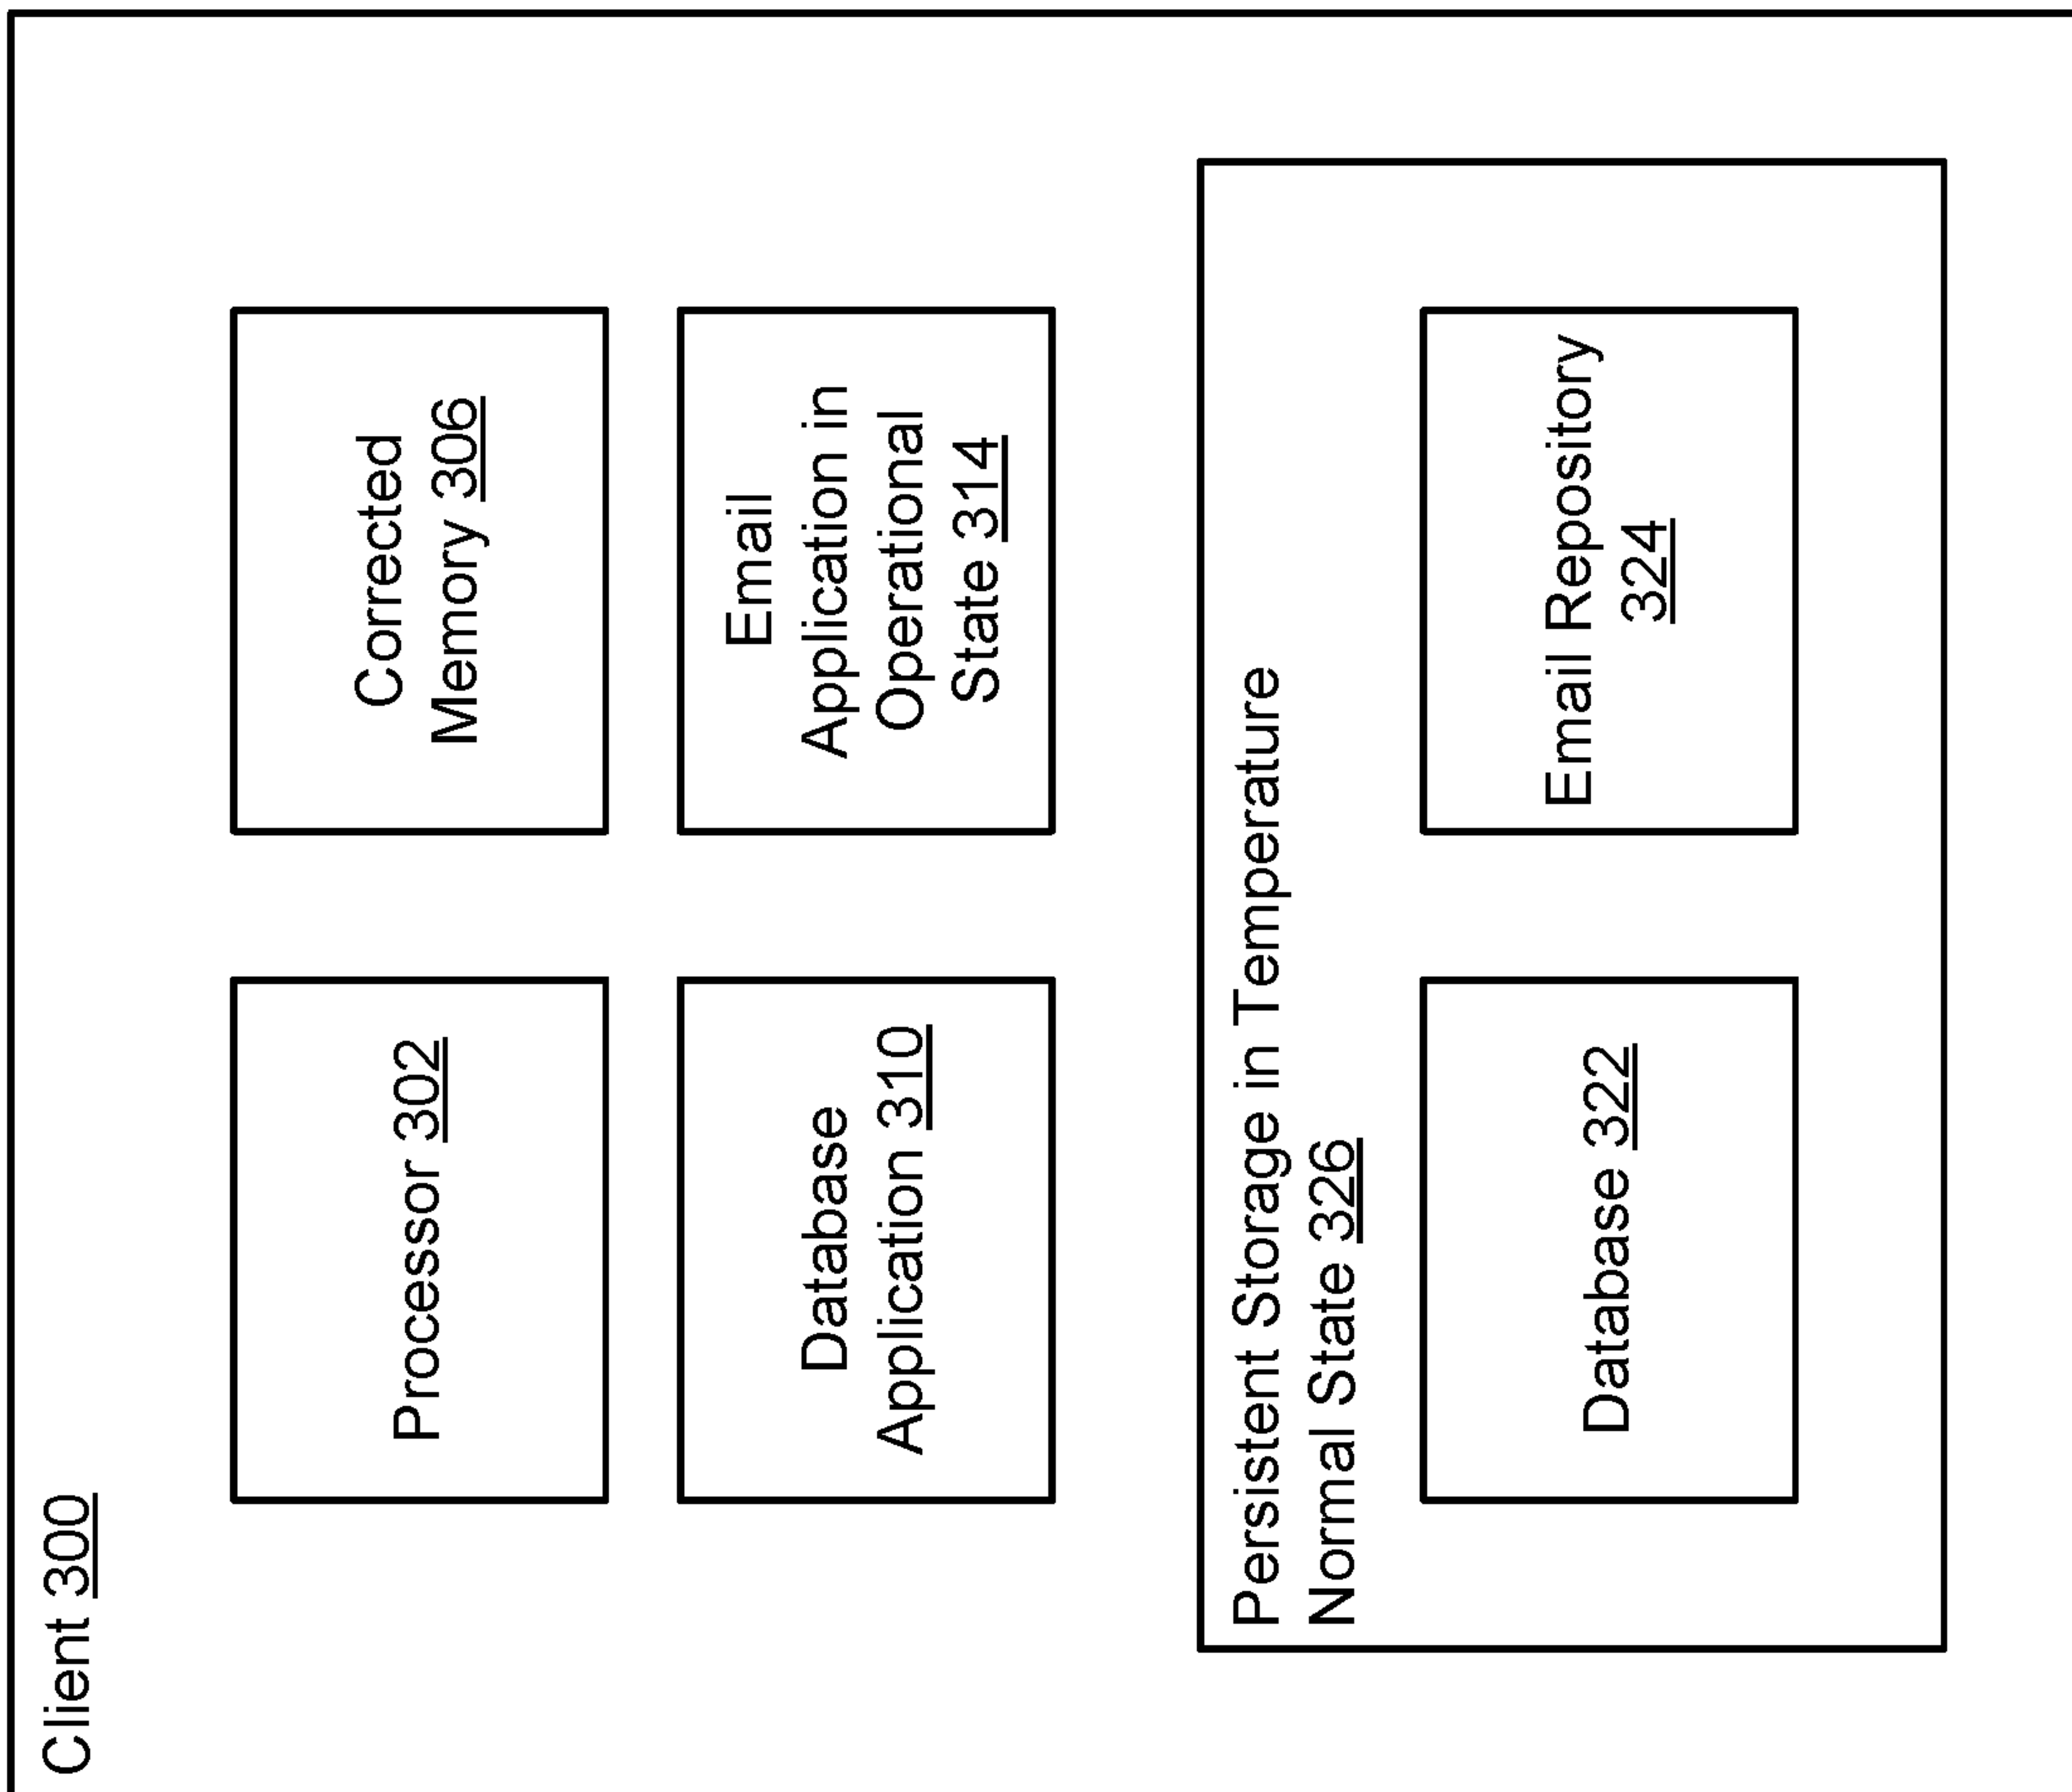 Client 300
Processor 302
Corrected
Memory 306
Database
Application 310
Email
Application in
Operational
State 314
Persistent Storage in Temperature
Normal State 326
Database 322
Email Repository
324